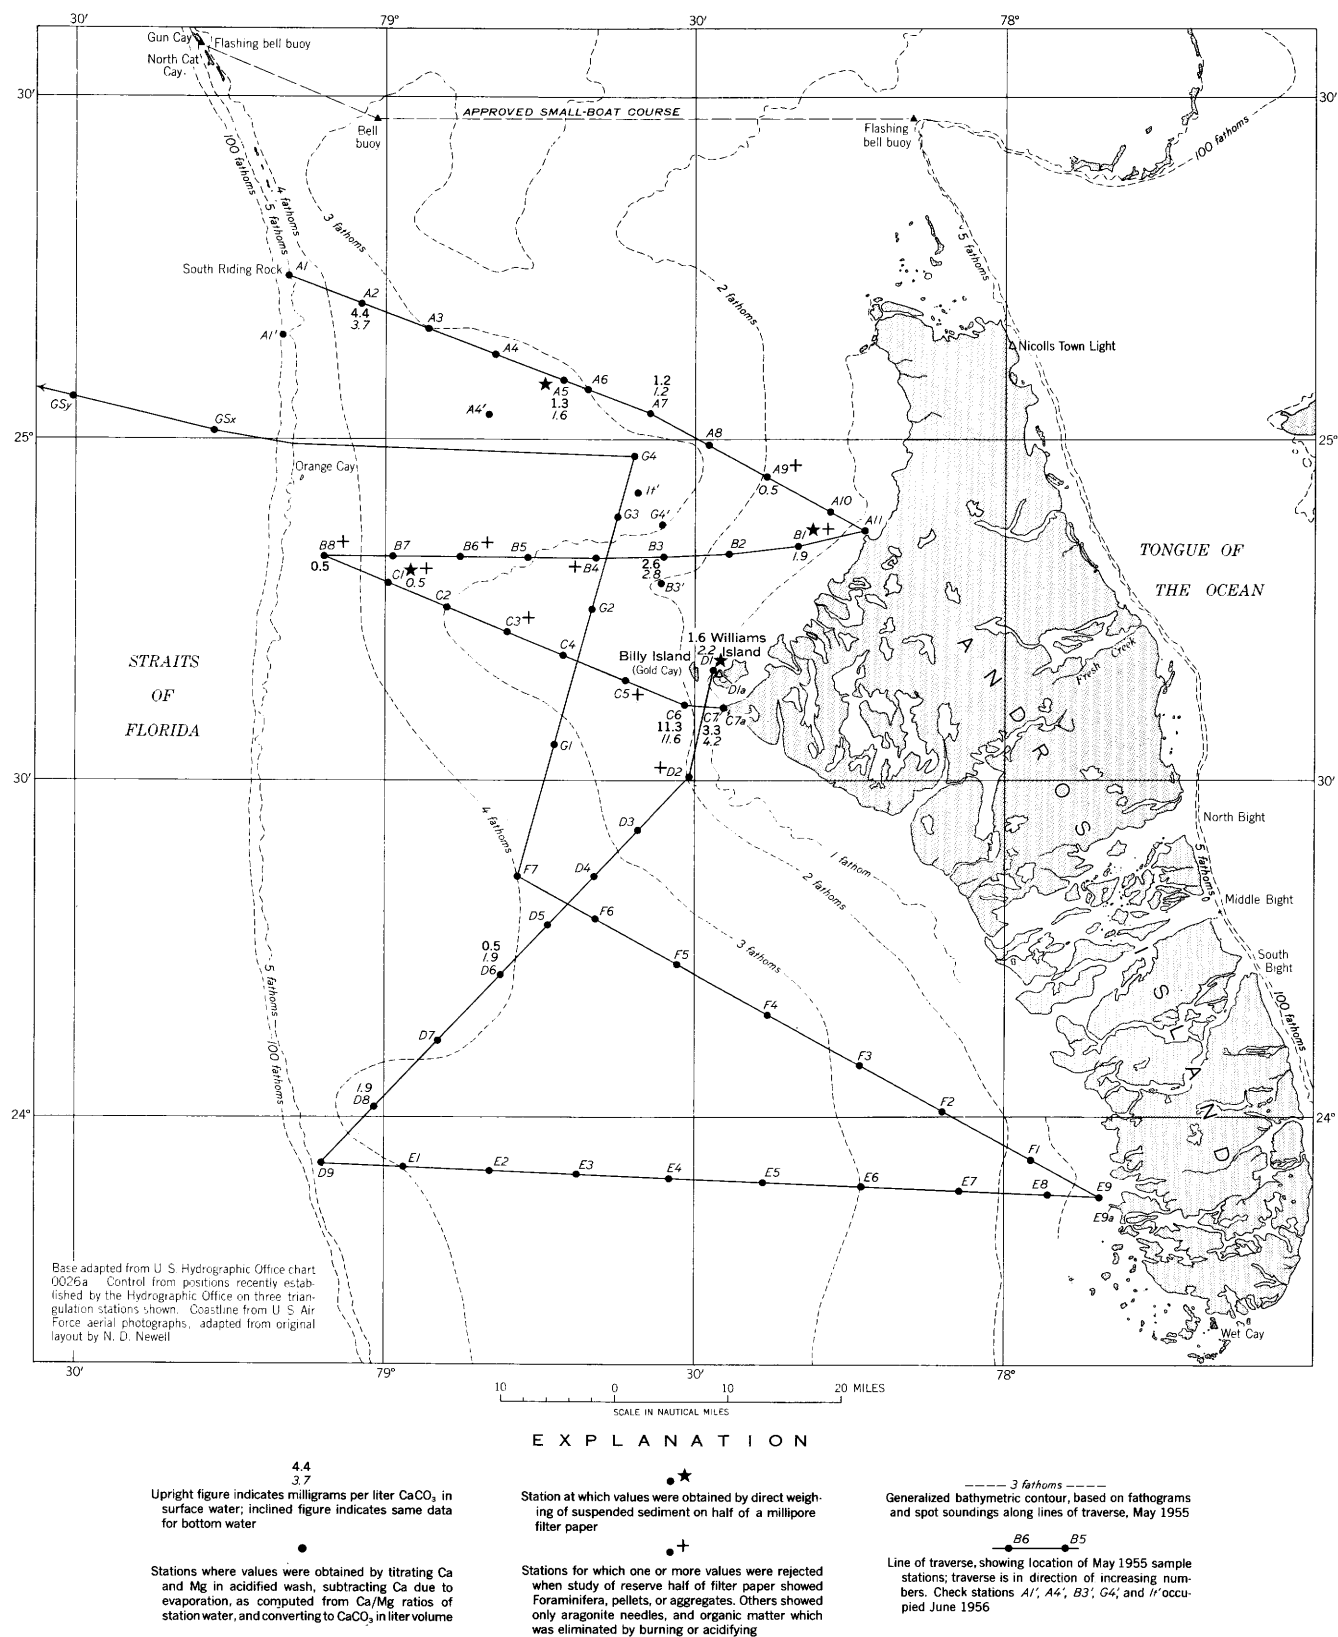 30'
79°
30'
78°
Gun Cay
Flashing bell buoy
North Cat
Cay
30'
30'
APPROVED SMALL-BOAT COURSE
Bell
buoy
Flashing
bell buoy
100 fathoms
100 fathoms
4 fathoms
5 fathoms
3 fathoms
5 fathoms
South Riding Rock
A1
A2
4.4
3.7
2 fathoms
A3
A1'
A4
Nicolls Town Light
A5
1.3
1.6
A6
1.2
1.2
A7
GSy
GSx
A4'
25°
25°
A8
Orange Cay
G4
A9
0.5
It'
A10
G3
G4'
A11
B8
0.5
B7
B6
B5
B4
B3
2.6
2.8
B2
B1
1.9
TONGUE OF
THE OCEAN
C1
0.5
B3'
C2
G2
C3
C4
1.6 Williams
2.2 Island
STRAITS
OF
FLORIDA
Billy Island
(Gold Cay)
D1
D1a
Fresh Creek
C5
C6
11.3
11.6
C7
3.3
4.2
C7a
ANDROS ISLAND
G1
30'
D2
30'
4 fathoms
D3
North Bight
1 fathom
2 fathoms
5 fathoms
F7
D4
Middle Bight
D5
F6
3 fathoms
0.5
1.9
D6
F5
South
Bight
5 fathoms
100 fathoms
F4
100 fathoms
D7
F3
1.9
D8
F2
24°
24°
D9
E1
E2
E3
E4
E5
E6
E7
E8
F1
E9
E9a
Base adapted from U S. Hydrographic Office chart
0026a Control from positions recently estab-
lished by the Hydrographic Office on three trian-
gulation stations shown. Coastline from U S Air
Force aerial photographs, adapted from original
layout by N. D. Newell
Wet Cay
30'
79°
30'
78°
10 0 10 20 MILES
SCALE IN NAUTICAL MILES
EXPLANATION
4.4
3.7
Upright figure indicates milligrams per liter CaCO₃ in
surface water; inclined figure indicates same data
for bottom water
Stations where values were obtained by titrating Ca
and Mg in acidified wash, subtracting Ca due to
evaporation, as computed from Ca/Mg ratios of
station water, and converting to CaCO₃ in liter volume
Station at which values were obtained by direct weigh-
ing of suspended sediment on half of a millipore
filter paper
Stations for which one or more values were rejected
when study of reserve half of filter paper showed
Foraminifera, pellets, or aggregates. Others showed
only aragonite needles, and organic matter which
was eliminated by burning or acidifying
3 fathoms
Generalized bathymetric contour, based on fathograms
and spot soundings along lines of traverse, May 1955
B6 B5
Line of traverse, showing location of May 1955 sample
stations; traverse is in direction of increasing num-
bers. Check stations A1', A4', B3', G4', and It' occu-
pied June 1956